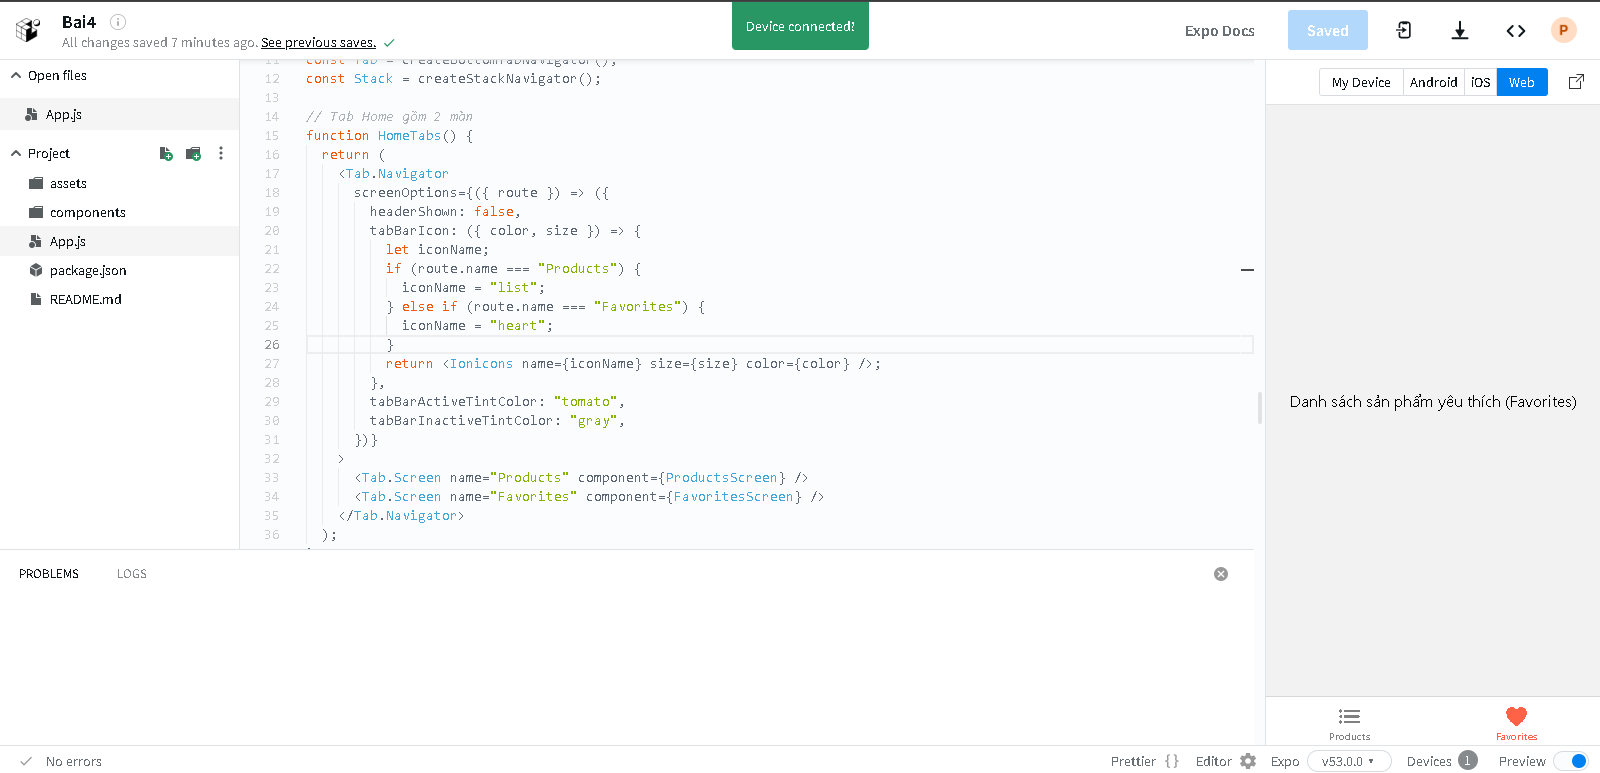 Bai4
All changes saved 7 minutes ago. See previous saves.
Device connected!
Expo Docs
Saved
P
Open files
App.js
Project
assets
components
App.js
package.json
README.md
11 const Tab = createBottomTabNavigator();
12 const Stack = createStackNavigator();
13
14 // Tab Home gồm 2 màn
15 function HomeTabs() {
16 return (
17 <Tab.Navigator
18 screenOptions={({ route }) => ({
19 headerShown: false,
20 tabBarIcon: ({ color, size }) => {
21 let iconName;
22 if (route.name === "Products") {
23 iconName = "list";
24 } else if (route.name === "Favorites") {
25 iconName = "heart";
26 }
27 return <Ionicons name={iconName} size={size} color={color} />;
28 },
29 tabBarActiveTintColor: "tomato",
30 tabBarInactiveTintColor: "gray",
31 })}
32 >
33 <Tab.Screen name="Products" component={ProductsScreen} />
34 <Tab.Screen name="Favorites" component={FavoritesScreen} />
35 </Tab.Navigator>
36 );
My Device Android iOS Web
Danh sách sản phẩm yêu thích (Favorites)
Products
Favorites
PROBLEMS LOGS
No errors
Prettier {} Editor Expo v53.0.0 Devices 1 Preview